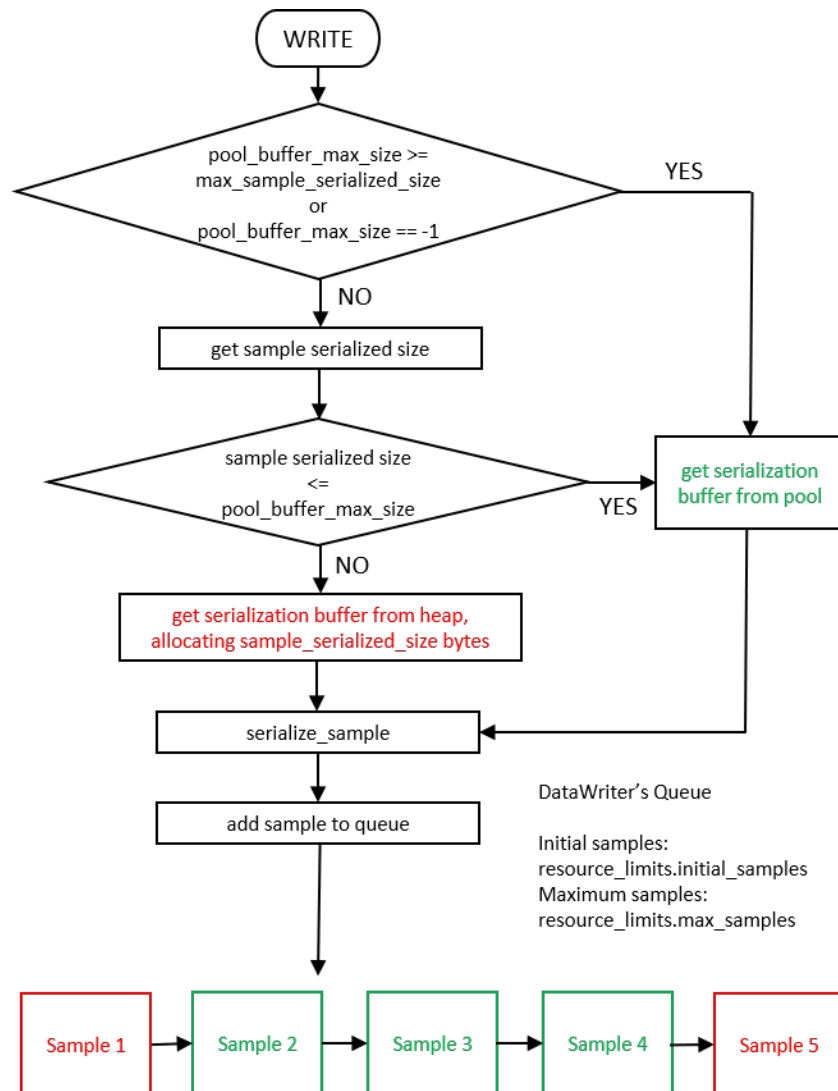 WRITE
pool_buffer_max_size >=
max_sample_serialized_size
or
pool_buffer_max_size == -1
YES
NO
get sample serialized size
sample serialized size
<=
pool_buffer_max_size
YES
get serialization
buffer from pool
NO
get serialization buffer from heap,
allocating sample_serialized_size bytes
serialize_sample
add sample to queue
DataWriter’s Queue
Initial samples:
resource_limits.initial_samples
Maximum samples:
resource_limits.max_samples
Sample 1
Sample 2
Sample 3
Sample 4
Sample 5